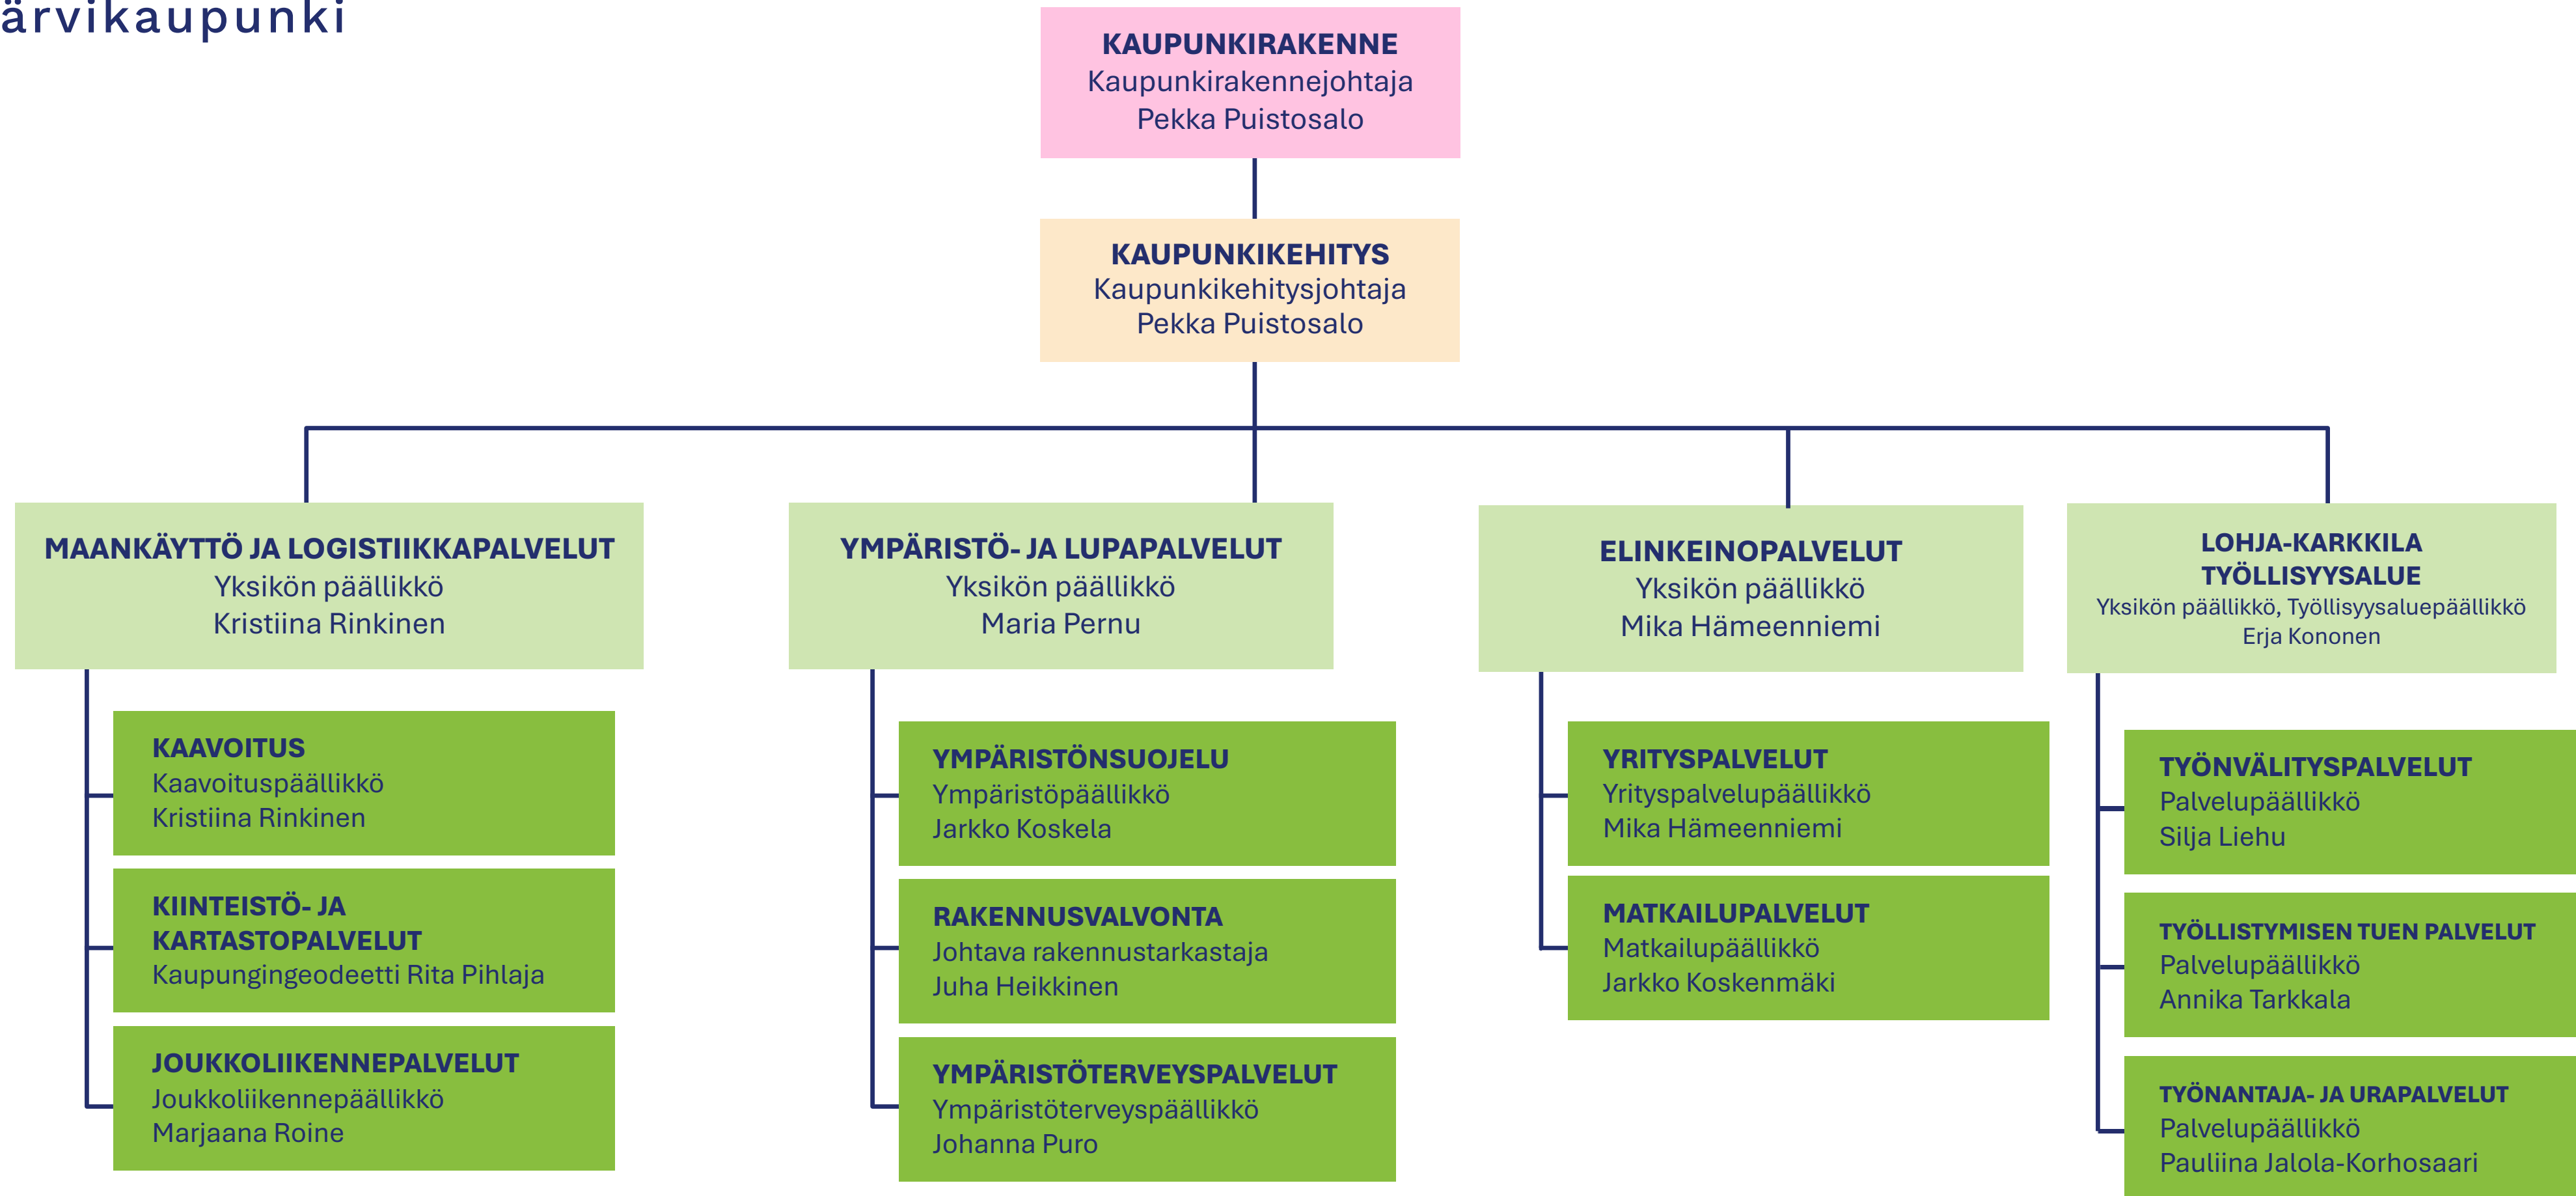 ärvikaupunki
KAUPUNKIRAKENNE
Kaupunkirakennejohtaja
Pekka Puistosalo
KAUPUNKIKEHITYS
Kaupunkikehitysjohtaja
Pekka Puistosalo
MAANKÄYTTÖ JA LOGISTIIKKAPALVELUT
Yksikön päällikkö
Kristiina Rinkinen
KAAVOITUS
Kaavoituspäällikkö
Kristiina Rinkinen
KIINTEISTÖ- JA
KARTASTOPALVELUT
Kaupungingeodeetti Rita Pihlaja
JOUKKOLIIKENNEPALVELUT
Joukkoliikennepäällikkö
Marjaana Roine
YMPÄRISTÖ- JA LUPAPALVELUT
Yksikön päällikkö
Maria Pernu
YMPÄRISTÖNSUOJELU
Ympäristöpäällikkö
Jarkko Koskela
RAKENNUSVALVONTA
Johtava rakennustarkastaja
Juha Heikkinen
YMPÄRISTÖTERVEYSPALVELUT
Ympäristöterveyspäällikkö
Johanna Puro
ELINKEINOPALVELUT
Yksikön päällikkö
Mika Hämeenniemi
YRITYSPALVELUT
Yrityspalvelupäällikkö
Mika Hämeenniemi
MATKAILUPALVELUT
Matkailupäällikkö
Jarkko Koskenmäki
LOHJA-KARKKILA
TYÖLLISYYSALUE
Yksikön päällikkö, Työllisyysaluepäällikkö
Erja Kononen
TYÖNVÄLITYSPALVELUT
Palvelupäällikkö
Silja Liehu
TYÖLLISTYMISEN TUEN PALVELUT
Palvelupäällikkö
Annika Tarkkala
TYÖNANTAJA- JA URAPALVELUT
Palvelupäällikkö
Pauliina Jalola-Korhosaari